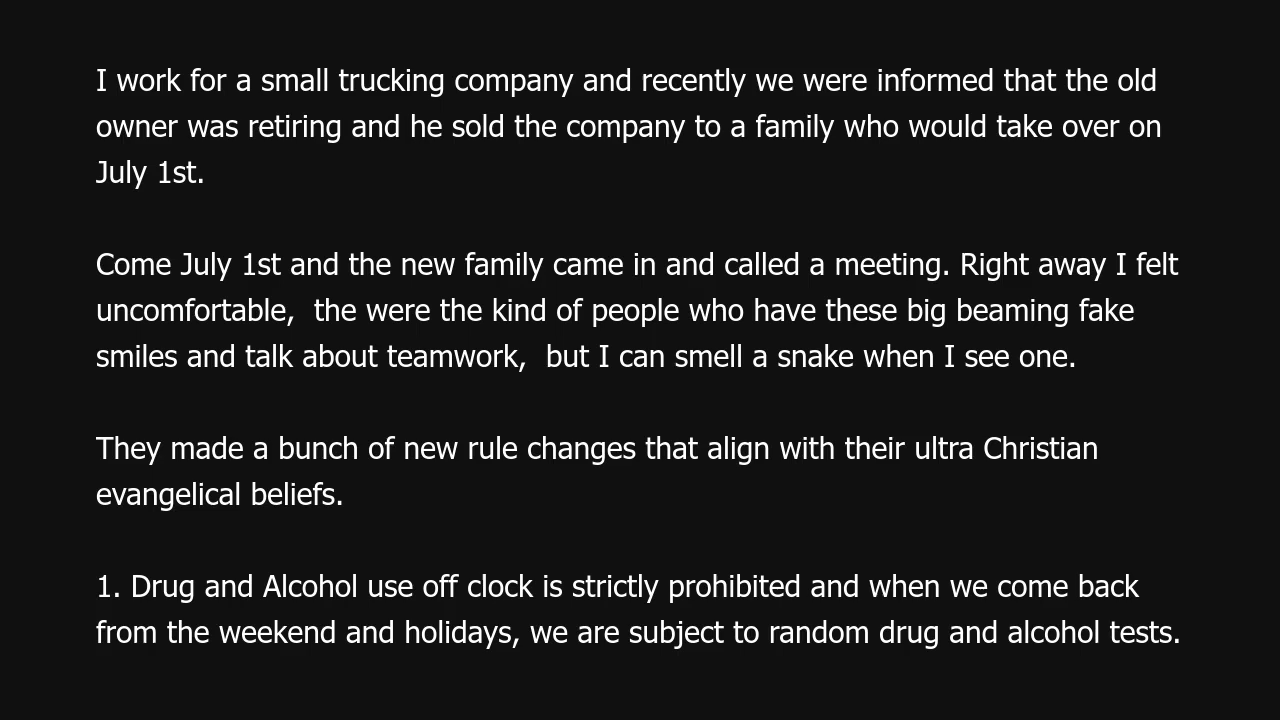 I work for a small trucking company and recently we were informed that the old
owner was retiring and he sold the company to a family who would take over on
July 1st.
Come July 1st and the new family came in and called a meeting. Right away I felt
uncomfortable,  the were the kind of people who have these big beaming fake
smiles and talk about teamwork,  but I can smell a snake when I see one.
They made a bunch of new rule changes that align with their ultra Christian
evangelical beliefs.
1. Drug and Alcohol use off clock is strictly prohibited and when we come back
from the weekend and holidays, we are subject to random drug and alcohol tests.